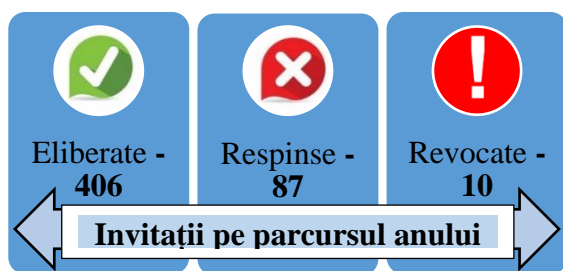 Eliberate -
406
Respinse -
87
Revocate -
10
Invitații pe parcursul anului